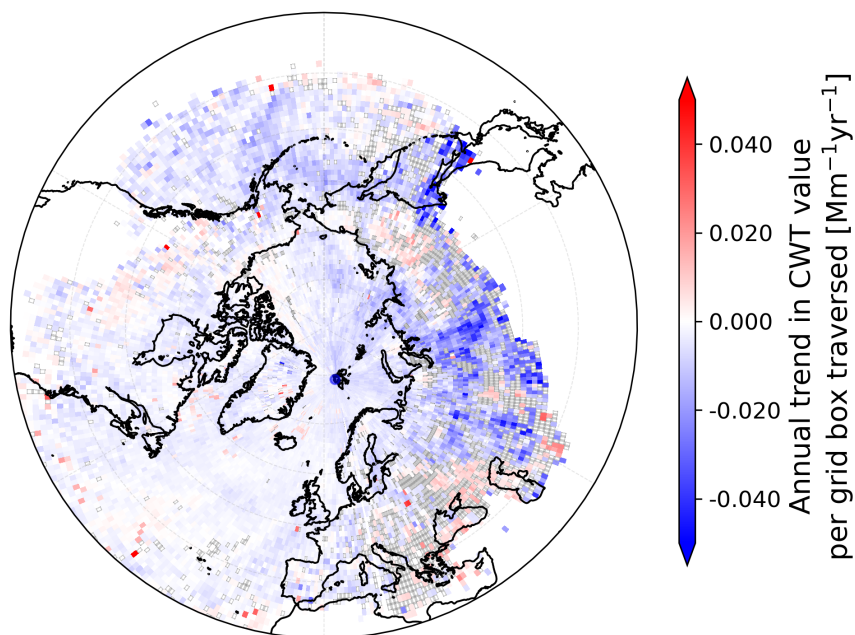 0.040
0.020
0.000
-0.020
-0.040
Annual trend in CWT value
per grid box traversed [Mm⁻¹yr⁻¹]